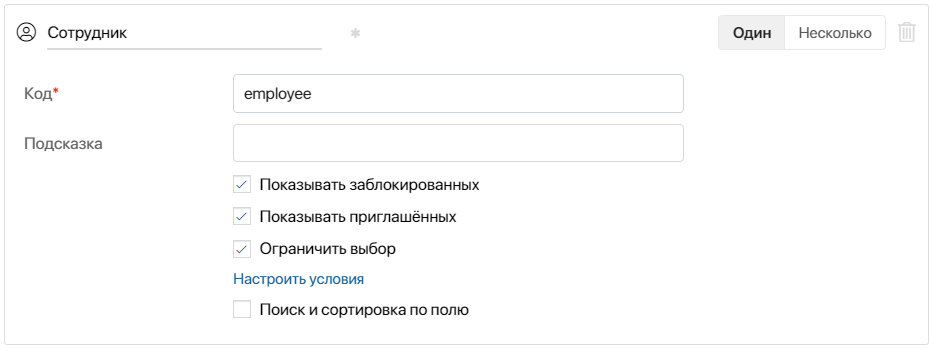 Сотрудник *
Один Несколько
Код*
employee
Подсказка
Показывать заблокированных
Показывать приглашённых
Ограничить выбор
Настроить условия
Поиск и сортировка по полю